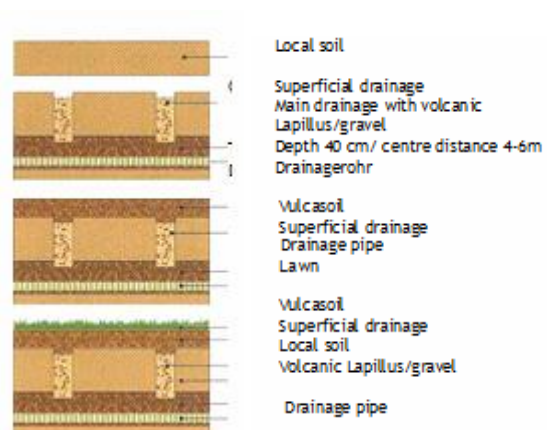 Local soil
Superficial drainage
Main drainage with volcanic
Lapillus/gravel
Depth 40 cm/ centre distance 4-6m
Drainagerohr
Vulcasoil
Superficial drainage
Drainage pipe
Lawn
Vulcasoil
Superficial drainage
Local soil
Volcanic Lapillus/gravel
Drainage pipe